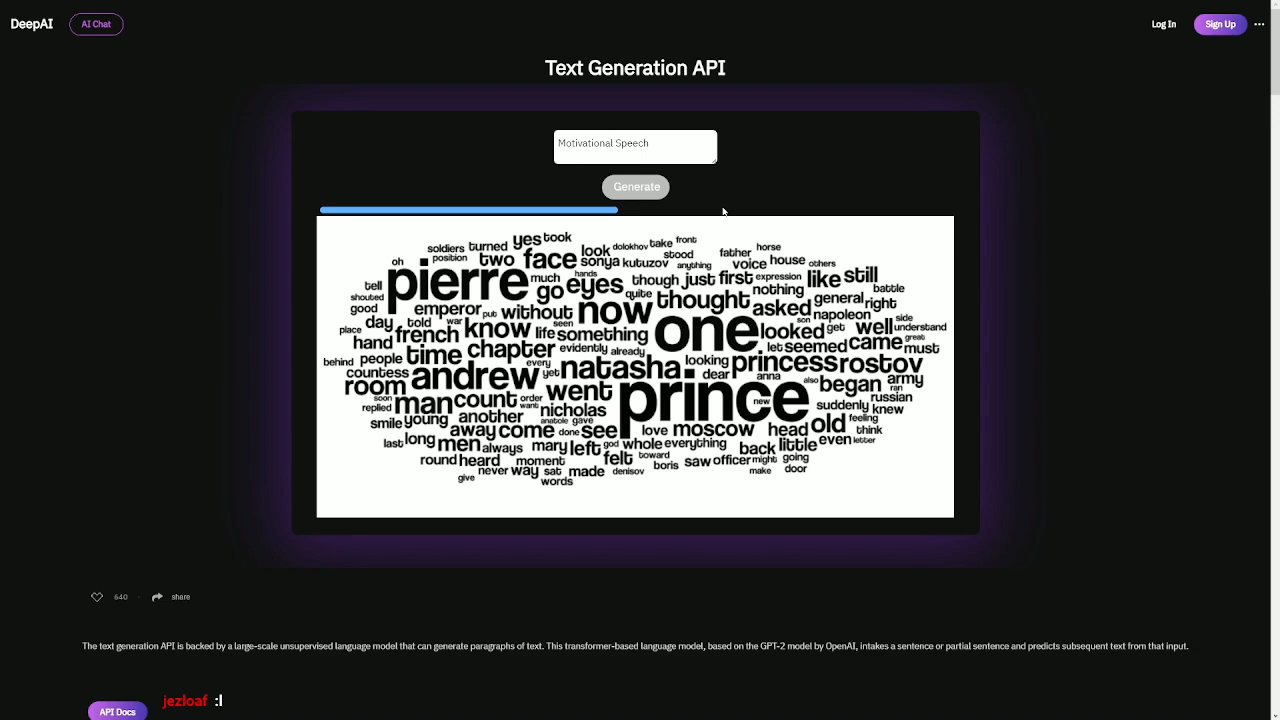 DeepAI AI Chat Log In Sign Up ...
Text Generation API
Motivational Speech
Generate
soldiers turned yes took
oh position two face look dolokhov take front
sonya kutuzov stood father horse
tell pierre much hands anything voice house others
shouted go eyes though just first expression like still
good emperor put without quite thought nothing battle
day told war now asked general right
place french know life seen something one son napoleon side
hand looked get well understand
behind people time chapter evidently already let seemed came great must
countess every yet natasha looking princess rostov
room andrew went dear anna also began army
soon man count order want prince new ran russian
replied nicholas suddenly knew
smile young another anatole gave love moscow head old feeling
last long away come done see god whole everything think
men always mary left toward back little even letter
round heard moment felt boris saw officer might going
give never way sat made denisov make door
words
640 · share
The text generation API is backed by a large-scale unsupervised language model that can generate paragraphs of text. This transformer-based language model, based on the GPT-2 model by OpenAI, intakes a sentence or partial sentence and predicts subsequent text from that input.
API Docs
jezloaf :l